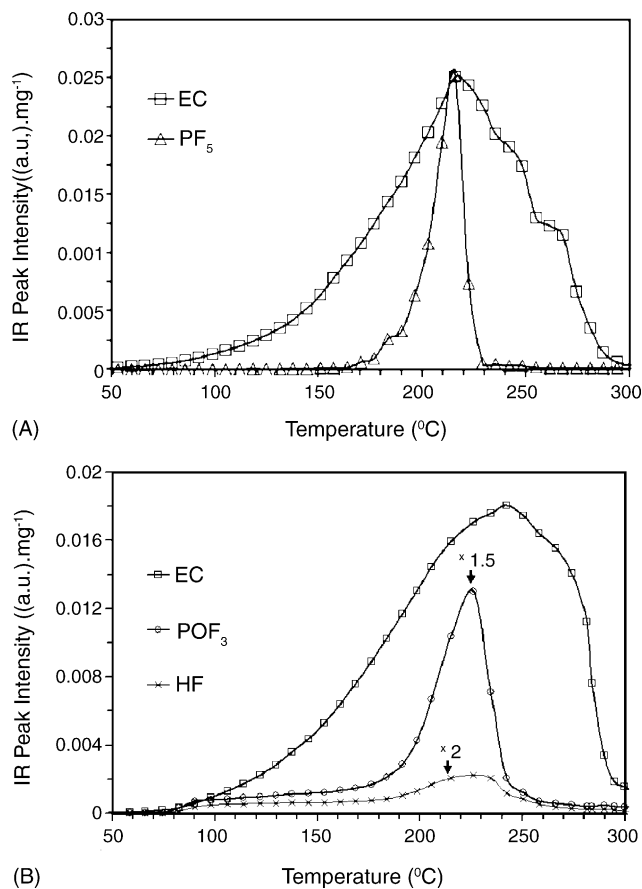 0.03
0.025
0.02
0.015
0.001
0.005
0
IR Peak Intensity((a.u,).mg⁻¹)
EC
PF₅
50 100 150 200 250 300
(A)
Temperature (⁰C)
0.02
0.016
0.012
0.008
0.004
0
IR Peak Intensity ((a.u.).mg⁻¹)
EC
POF₃
HF
x 1.5
x 2
50 100 150 200 250 300
(B)
Temperature (⁰C)